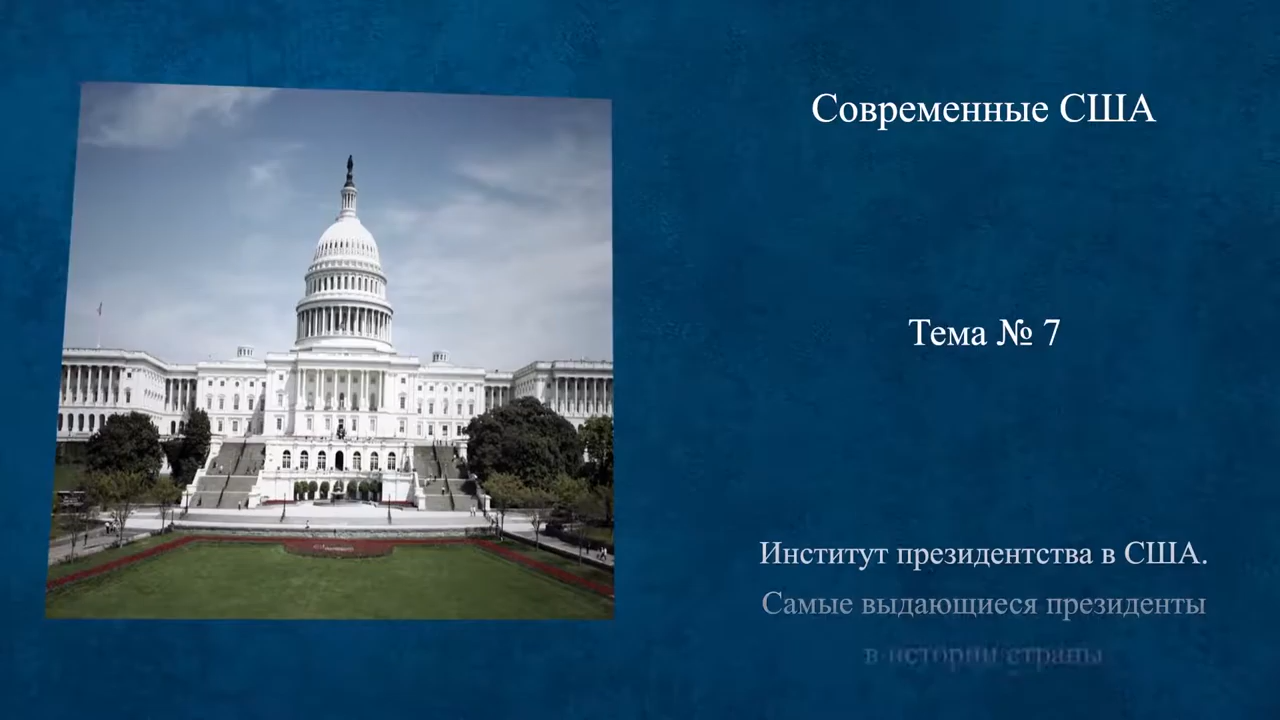 Современные США
Тема № 7
Институт президентства в США.
Самые выдающиеся президенты
в истории страны